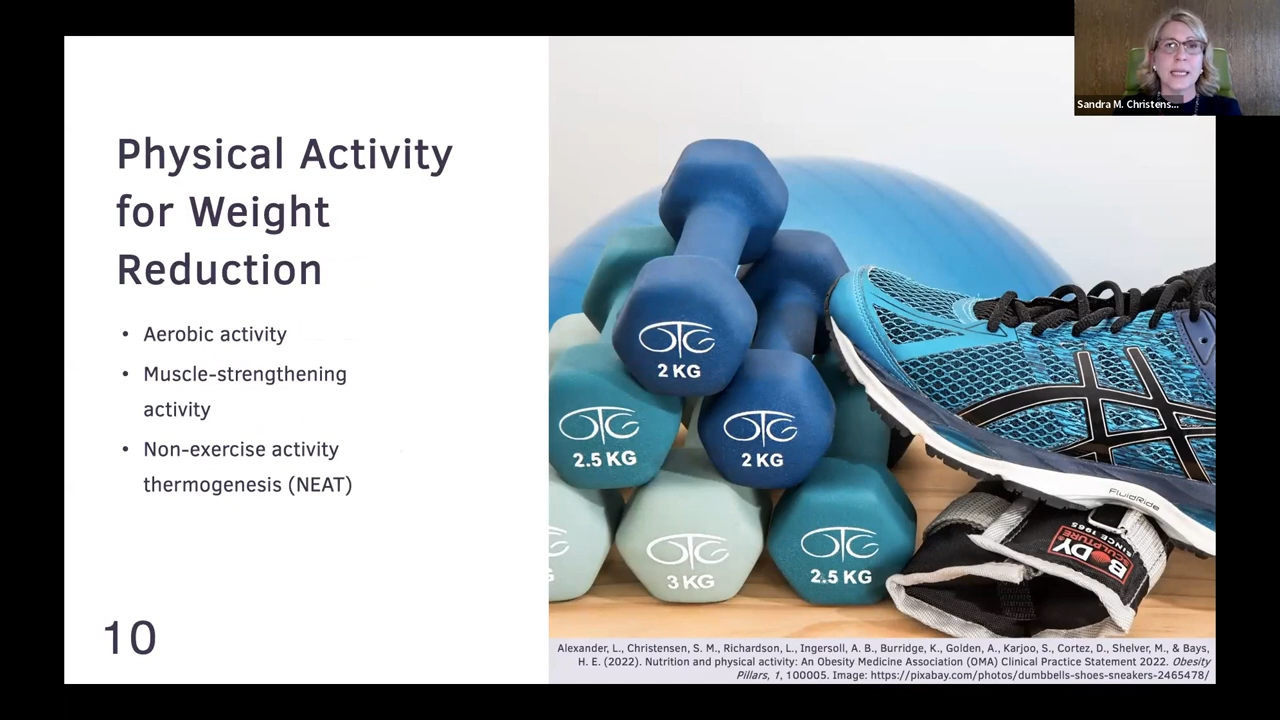 Sandra M. Christens...
Physical Activity
for Weight
Reduction
• Aerobic activity
• Muscle-strengthening
activity
• Non-exercise activity
thermogenesis (NEAT)
10
OTG
2 KG
OTG
2.5 KG
OTG
2 KG
G
OTG
3 KG
OTG
2.5 KG
FLUIDRIDE
BODY
SCULPTURE
SINCE 1965
Alexander, L., Christensen, S. M., Richardson, L., Ingersoll, A. B., Burridge, K., Golden, A., Karjoo, S., Cortez, D., Shelver, M., & Bays,
H. E. (2022). Nutrition and physical activity: An Obesity Medicine Association (OMA) Clinical Practice Statement 2022. Obesity
Pillars, 1, 100005. Image: https://pixabay.com/photos/dumbbells-shoes-sneakers-2465478/